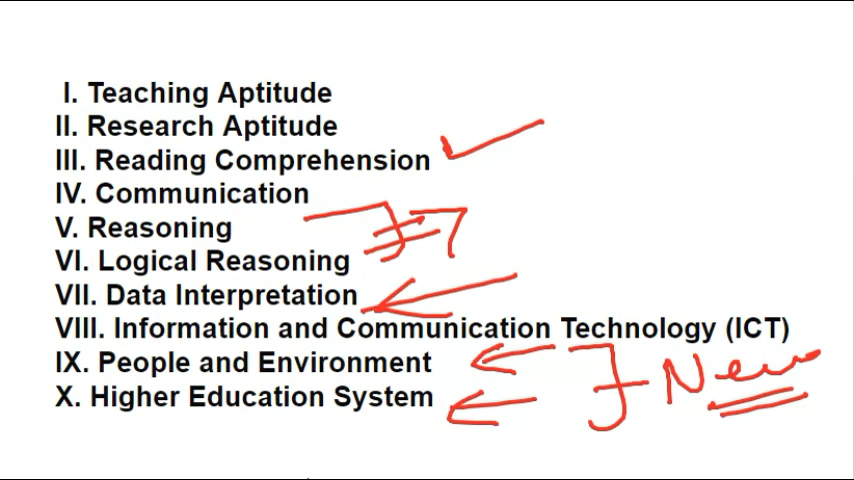 I. Teaching Aptitude
II. Research Aptitude
III. Reading Comprehension
IV. Communication
V. Reasoning
7
VI. Logical Reasoning
VII. Data Interpretation
VIII. Information and Communication Technology (ICT)
IX. People and Environment
New
X. Higher Education System